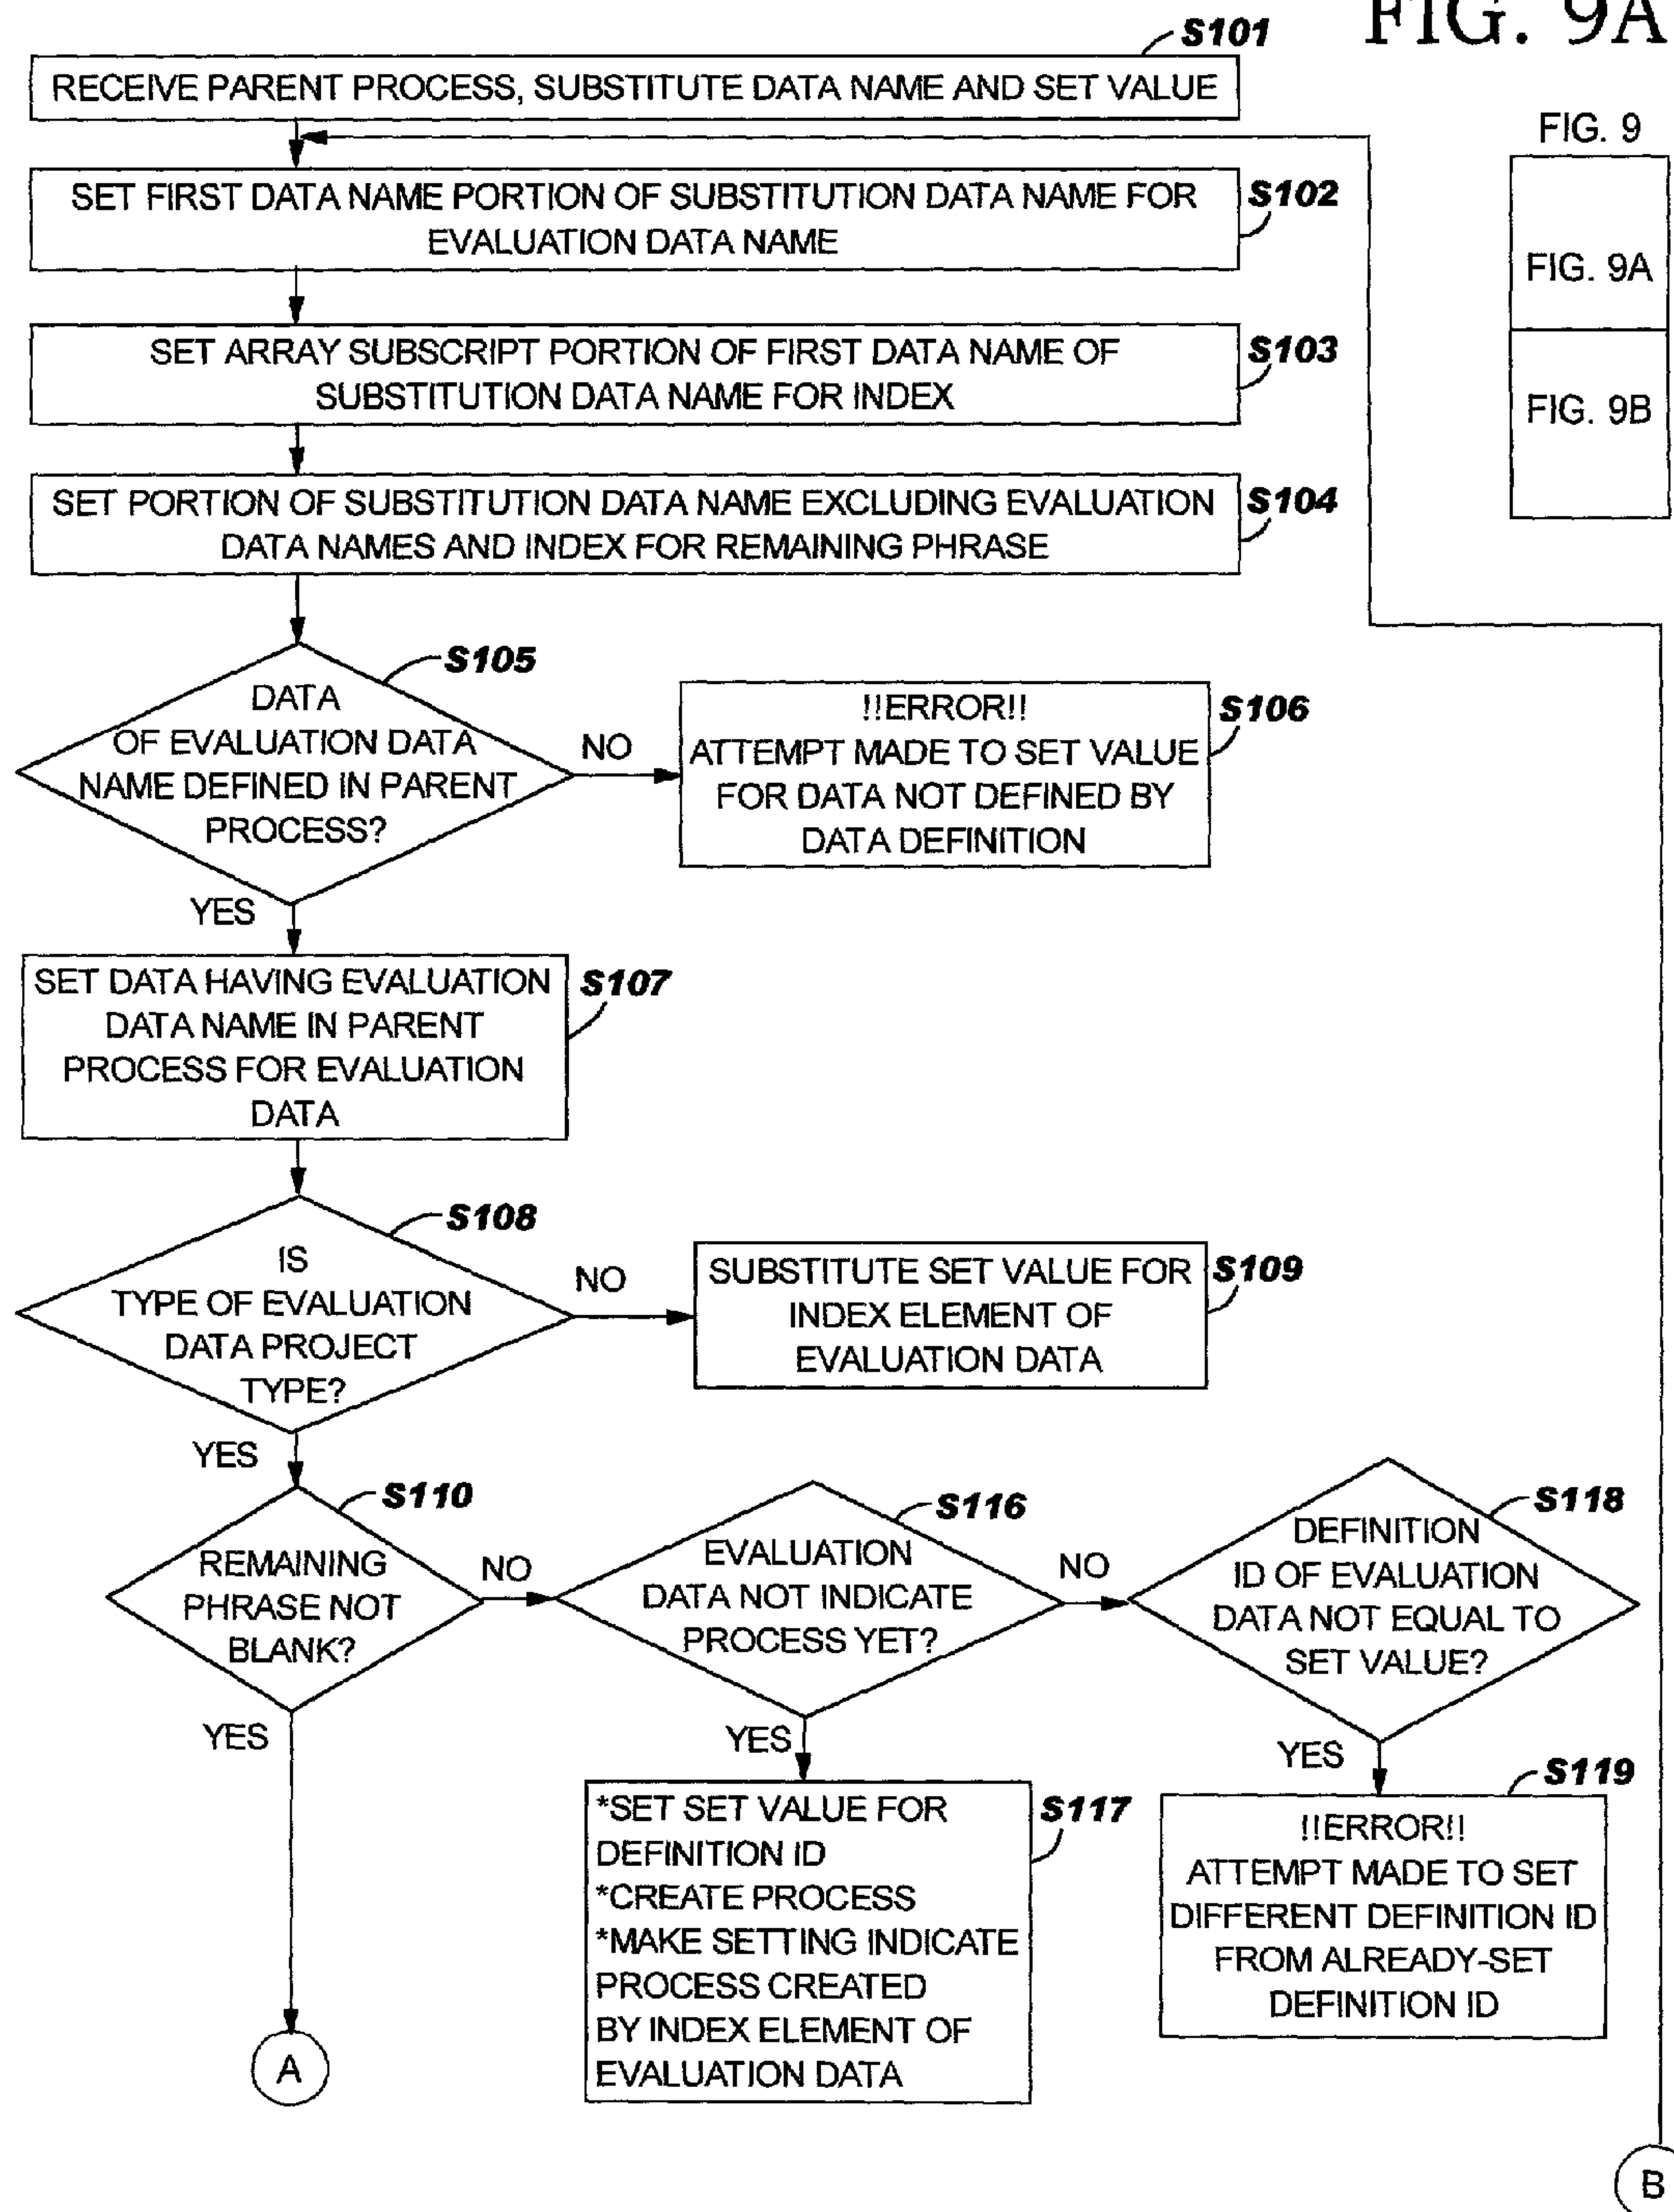 FIG. 9A
S101
RECEIVE PARENT PROCESS, SUBSTITUTE DATA NAME AND SET VALUE
FIG. 9
FIG. 9A
FIG. 9B
SET FIRST DATA NAME PORTION OF SUBSTITUTION DATA NAME FOR
EVALUATION DATA NAME
S102
SET ARRAY SUBSCRIPT PORTION OF FIRST DATA NAME OF
SUBSTITUTION DATA NAME FOR INDEX
S103
SET PORTION OF SUBSTITUTION DATA NAME EXCLUDING EVALUATION
DATA NAMES AND INDEX FOR REMAINING PHRASE
S104
S105
DATA
OF EVALUATION DATA
NAME DEFINED IN PARENT
PROCESS?
NO
!!ERROR!!
ATTEMPT MADE TO SET VALUE
FOR DATA NOT DEFINED BY
DATA DEFINITION
S106
YES
SET DATA HAVING EVALUATION
DATA NAME IN PARENT
PROCESS FOR EVALUATION
DATA
S107
S108
IS
TYPE OF EVALUATION
DATA PROJECT
TYPE?
NO
SUBSTITUTE SET VALUE FOR
INDEX ELEMENT OF
EVALUATION DATA
S109
YES
S110
REMAINING
PHRASE NOT
BLANK?
NO
S116
EVALUATION
DATA NOT INDICATE
PROCESS YET?
NO
S118
DEFINITION
ID OF EVALUATION
DATA NOT EQUAL TO
SET VALUE?
YES
YES
YES
*SET SET VALUE FOR
DEFINITION ID
*CREATE PROCESS
*MAKE SETTING INDICATE
PROCESS CREATED
BY INDEX ELEMENT OF
EVALUATION DATA
S117
S119
!!ERROR!!
ATTEMPT MADE TO SET
DIFFERENT DEFINITION ID
FROM ALREADY-SET
DEFINITION ID
A
B